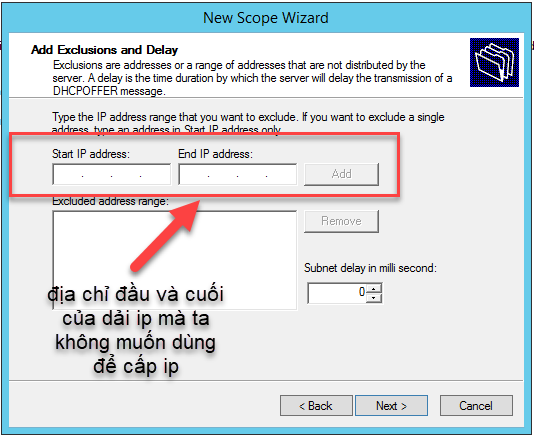 New Scope Wizard
Add Exclusions and Delay
Exclusions are addresses or a range of addresses that are not distributed by the
server. A delay is the time duration by which the server will delay the transmission of a
DHCPOFFER message.
Type the IP address range that you want to exclude. If you want to exclude a single
address, type an address in Start IP address only.
Start IP address:
End IP address:
Add
Excluded address range:
Remove
Subnet delay in milli second:
0
địa chỉ đầu và cuối
của dải ip mà ta
không muốn dùng
để cấp ip
< Back
Next >
Cancel